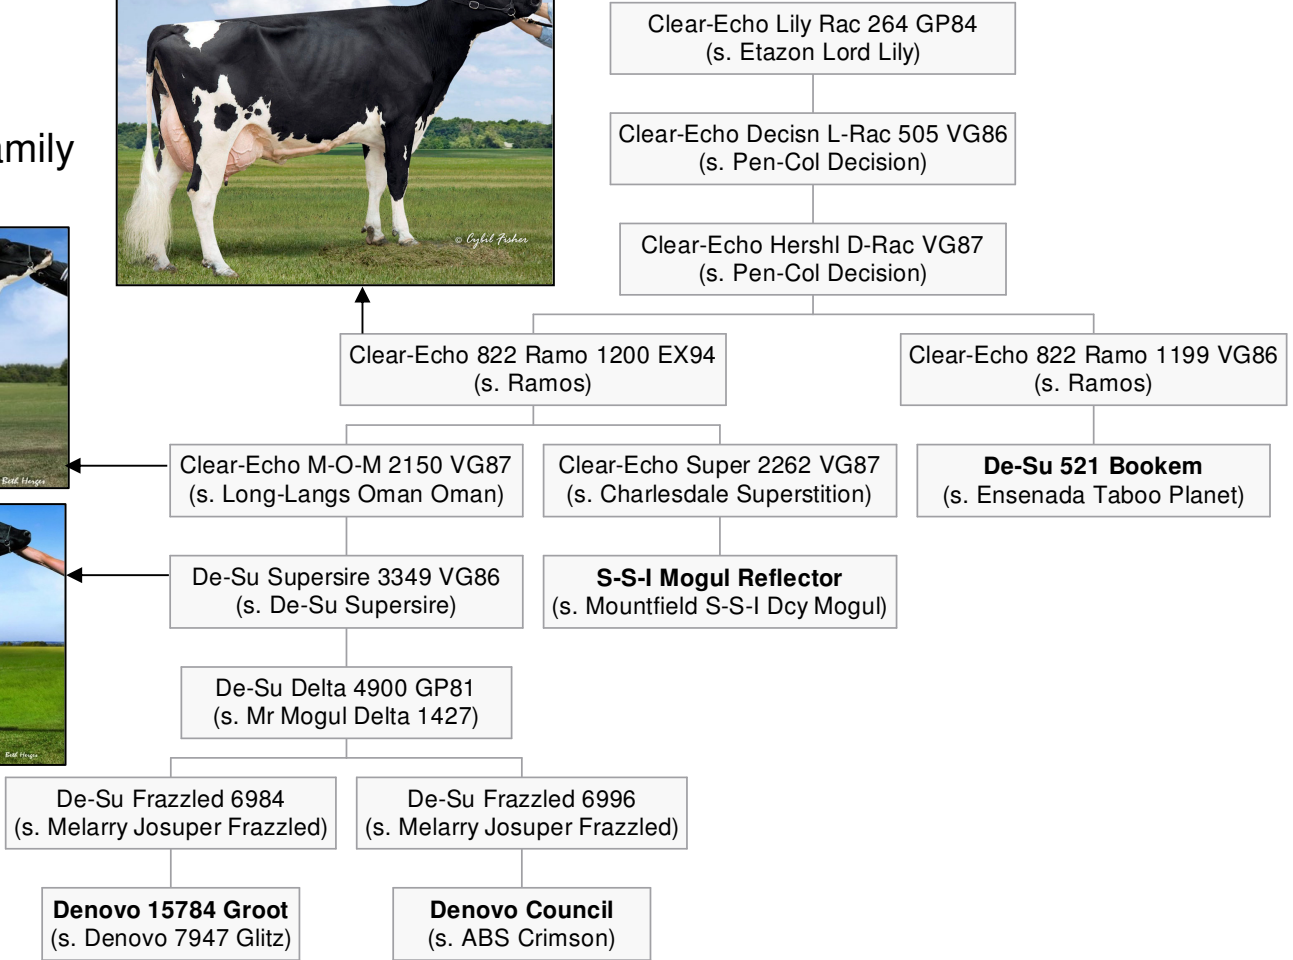 Clear-Echo Lily Rac 264 GP84
(s. Etazon Lord Lily)
Clear-Echo Decisn L-Rac 505 VG86
(s. Pen-Col Decision)
amily
Clear-Echo Hershl D-Rac VG87
(s. Pen-Col Decision)
© Cybil Fisher
Clear-Echo 822 Ramo 1200 EX94
(s. Ramos)
Clear-Echo 822 Ramo 1199 VG86
(s. Ramos)
Clear-Echo M-O-M 2150 VG87
(s. Long-Langs Oman Oman)
Clear-Echo Super 2262 VG87
(s. Charlesdale Superstition)
De-Su 521 Bookem
(s. Ensenada Taboo Planet)
Beth Herges
De-Su Supersire 3349 VG86
(s. De-Su Supersire)
S-S-I Mogul Reflector
(s. Mountfield S-S-I Dcy Mogul)
De-Su Delta 4900 GP81
(s. Mr Mogul Delta 1427)
Beth Herges
De-Su Frazzled 6984
(s. Melarry Josuper Frazzled)
De-Su Frazzled 6996
(s. Melarry Josuper Frazzled)
Denovo 15784 Groot
(s. Denovo 7947 Glitz)
Denovo Council
(s. ABS Crimson)